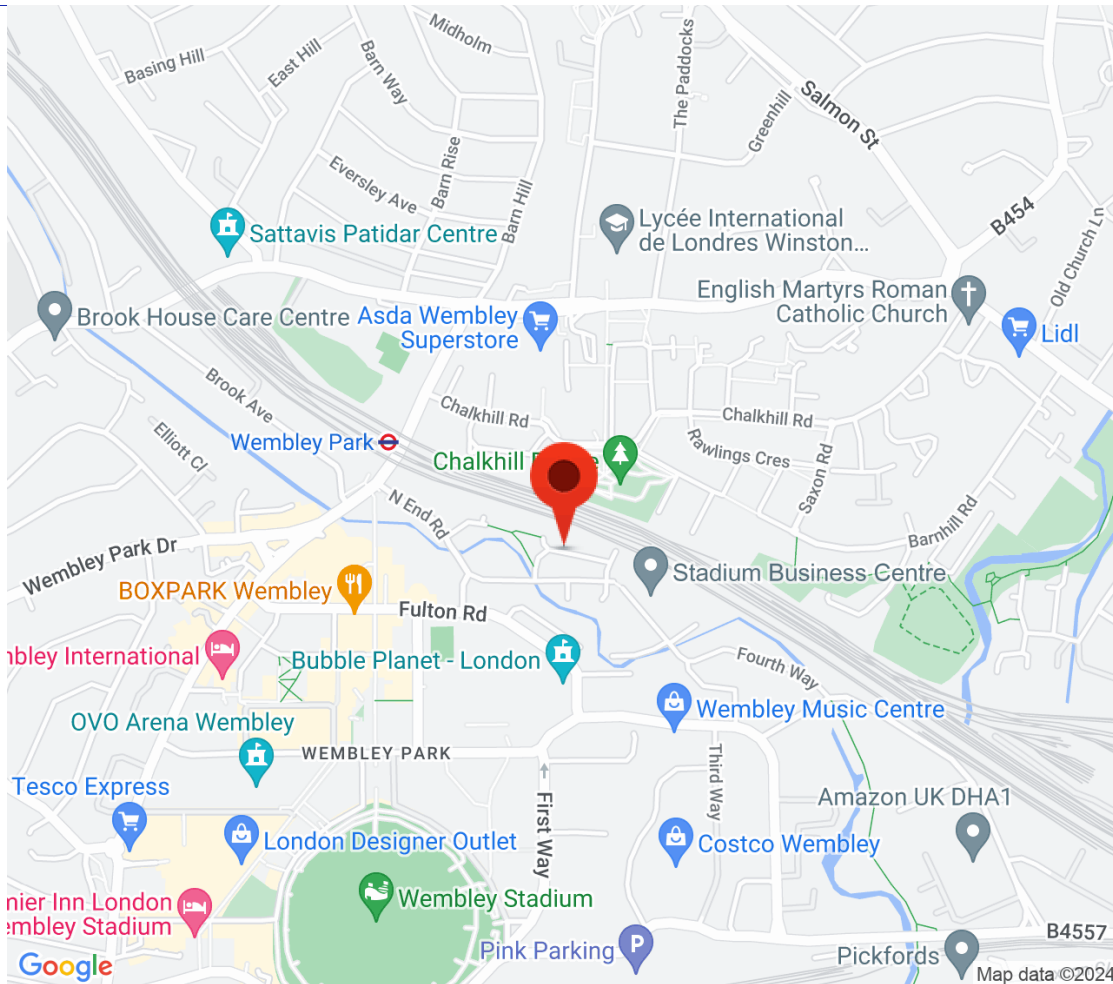 Midholm
Basing Hill
East Hill
Barn Way
The Paddocks
Salmon St
Greenhill
Barn Rise
Eversley Ave
Barn Hill
B454
Old Church Ln
Sattavis Patidar Centre
Lycée International
de Londres Winston...
English Martyrs Roman
Catholic Church
Brook House Care Centre
Asda Wembley
Superstore
Lidl
Brook Ave
Chalkhill Rd
Chalkhill Rd
Elliott Cl
Wembley Park
Rawlings Cres
Saxon Rd
Chalkhill
N End Rd
Barnhill Rd
Wembley Park Dr
Stadium Business Centre
BOXPARK Wembley
Fulton Rd
mbley International
Bubble Planet - London
Fourth Way
OVO Arena Wembley
Wembley Music Centre
WEMBLEY PARK
Third Way
Tesco Express
First Way
Amazon UK DHA1
London Designer Outlet
Costco Wembley
Wembley Stadium
mier Inn London
embley Stadium
B4557
Pink Parking
P
Pickfords
Google
Map data ©2024